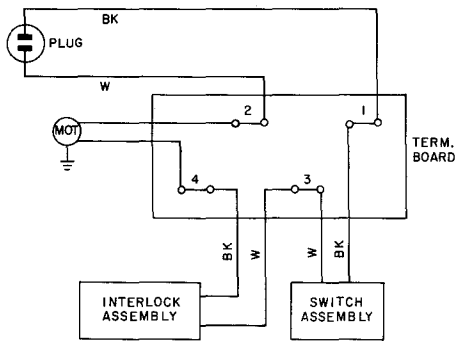 BK
PLUG
W
2
1
MOT
TERM.
BOARD
4
3
BK
W
W
BK
INTERLOCK
ASSEMBLY
SWITCH
ASSEMBLY